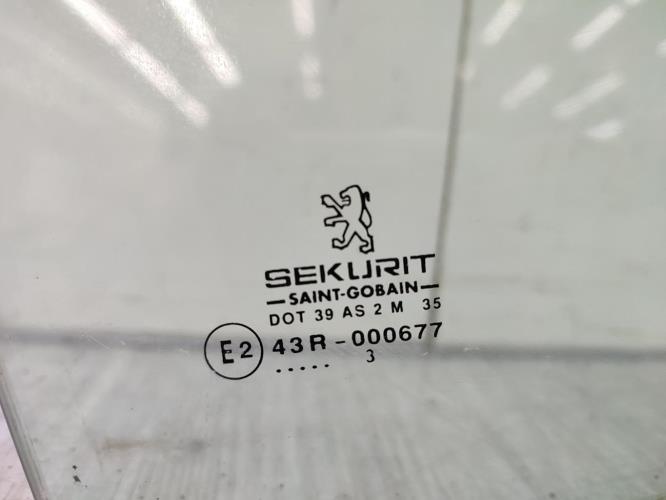 SEKURIT
SAINT-GOBAIN
DOT 39 AS 2 M 35
E2 43R-000677
..... 3